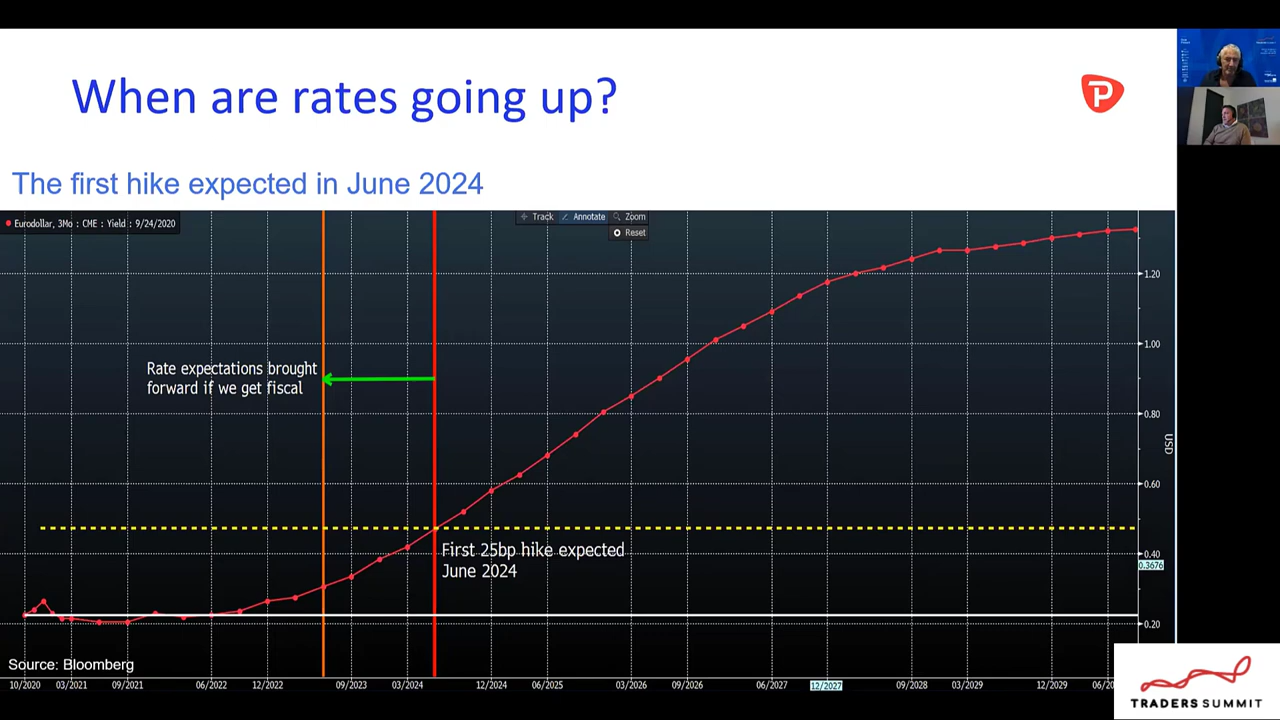 When are rates going up?
P
The first hike expected in June 2024
Eurodollar, 3Mo : CME : Yield : 9/24/2020
Track
Annotate
Zoom
Reset
1.20
1.00
0.80
0.60
0.40
0.3676
0.20
USD
Rate expectations brought
forward if we get fiscal
First 25bp hike expected
June 2024
Source: Bloomberg
10/2020 03/2021 09/2021 06/2022 12/2022 09/2023 03/2024 12/2024 06/2025 03/2026 09/2026 06/2027 12/2027 09/2028 03/2029 12/2029
TRADERS SUMMIT